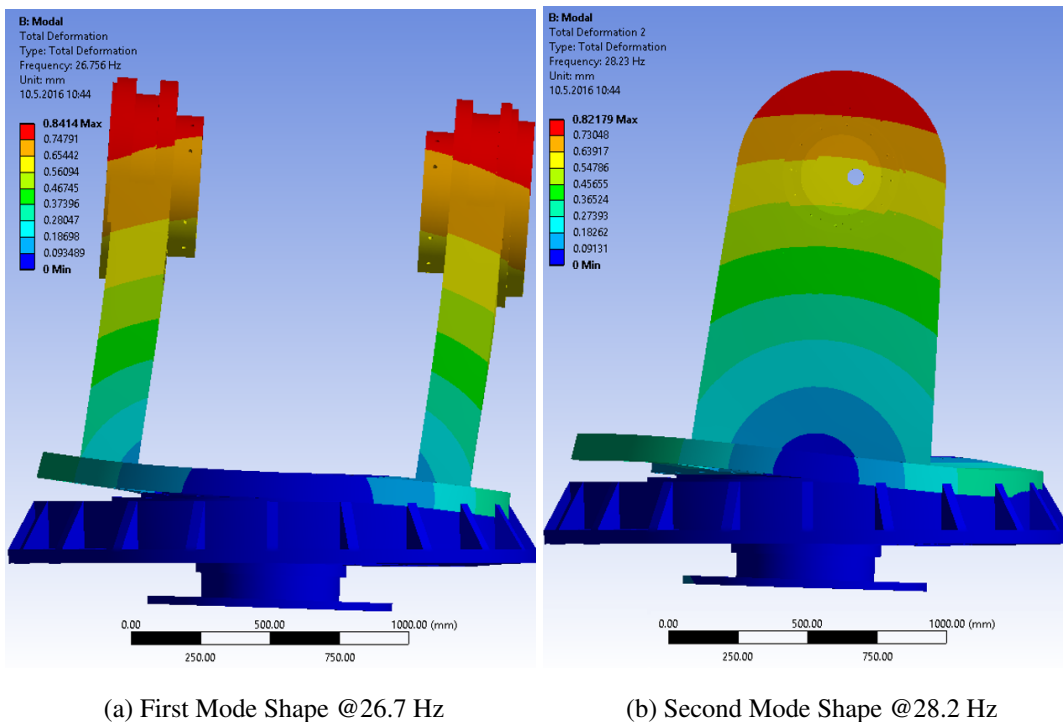 B: Modal
Total Deformation
Type: Total Deformation
Frequency: 26.756 Hz
Unit: mm
10.5.2016 10:44
0.8414 Max
0.74791
0.65442
0.56094
0.46745
0.37396
0.28047
0.18698
0.093489
0 Min
0.00
500.00
1000.00 (mm)
250.00
750.00
(a) First Mode Shape @26.7 Hz
B: Modal
Total Deformation 2
Type: Total Deformation
Frequency: 28.23 Hz
Unit: mm
10.5.2016 10:44
0.82179 Max
0.73048
0.63917
0.54786
0.45655
0.36524
0.27393
0.18262
0.09131
0 Min
0.00
500.00
1000.00 (mm)
250.00
750.00
(b) Second Mode Shape @28.2 Hz